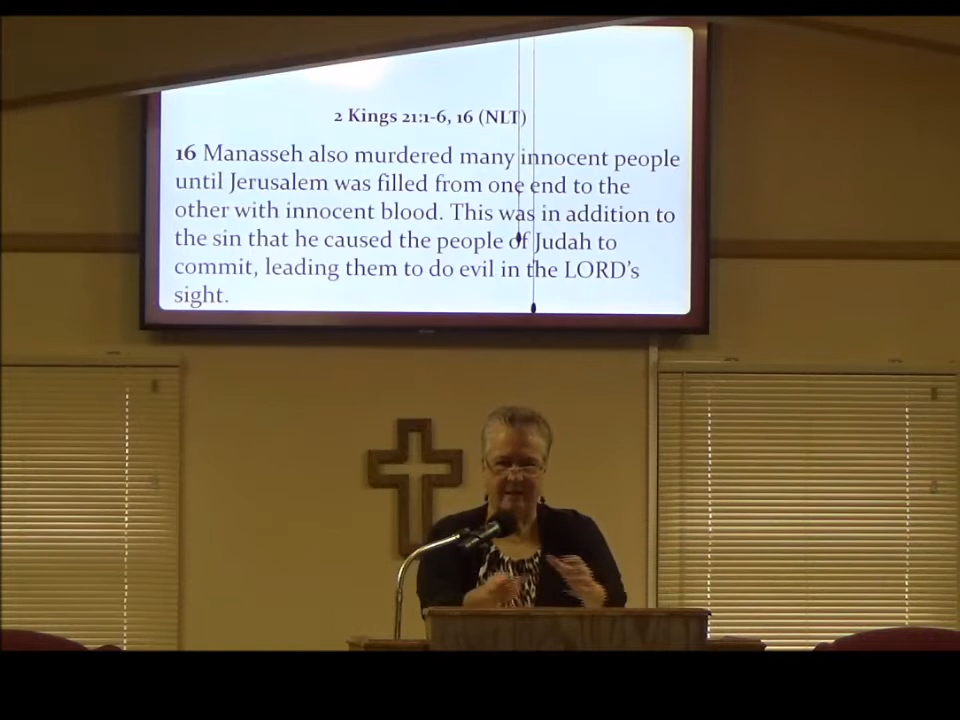 2 Kings 21:1-6, 16 (NLT)
16 Manasseh also murdered many innocent people
until Jerusalem was filled from one end to the
other with innocent blood. This was in addition to
the sin that he caused the people of Judah to
commit, leading them to do evil in the LORD's
sight.